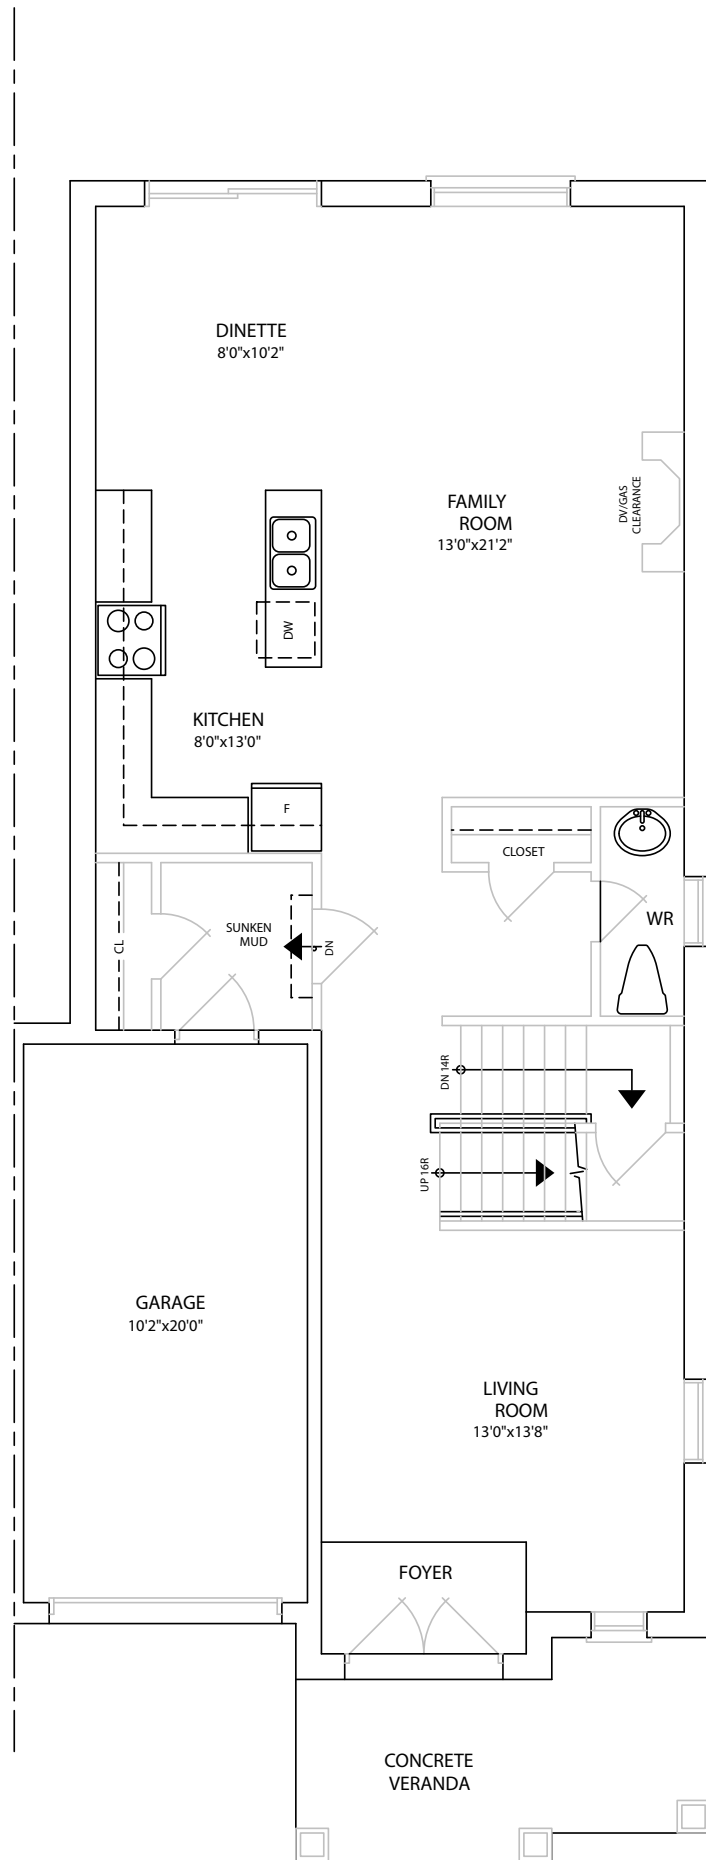 DINETTE
8'0"x10'2"
FAMILY
ROOM
13'0"x21'2"
DV/GAS
CLEARANCE
DW
KITCHEN
8'0"x13'0"
F
CLOSET
CL
SUNKEN
MUD
DN
WR
DN 14R
UP 16R
GARAGE
10'2"x20'0"
LIVING
ROOM
13'0"x13'8"
FOYER
CONCRETE
VERANDA